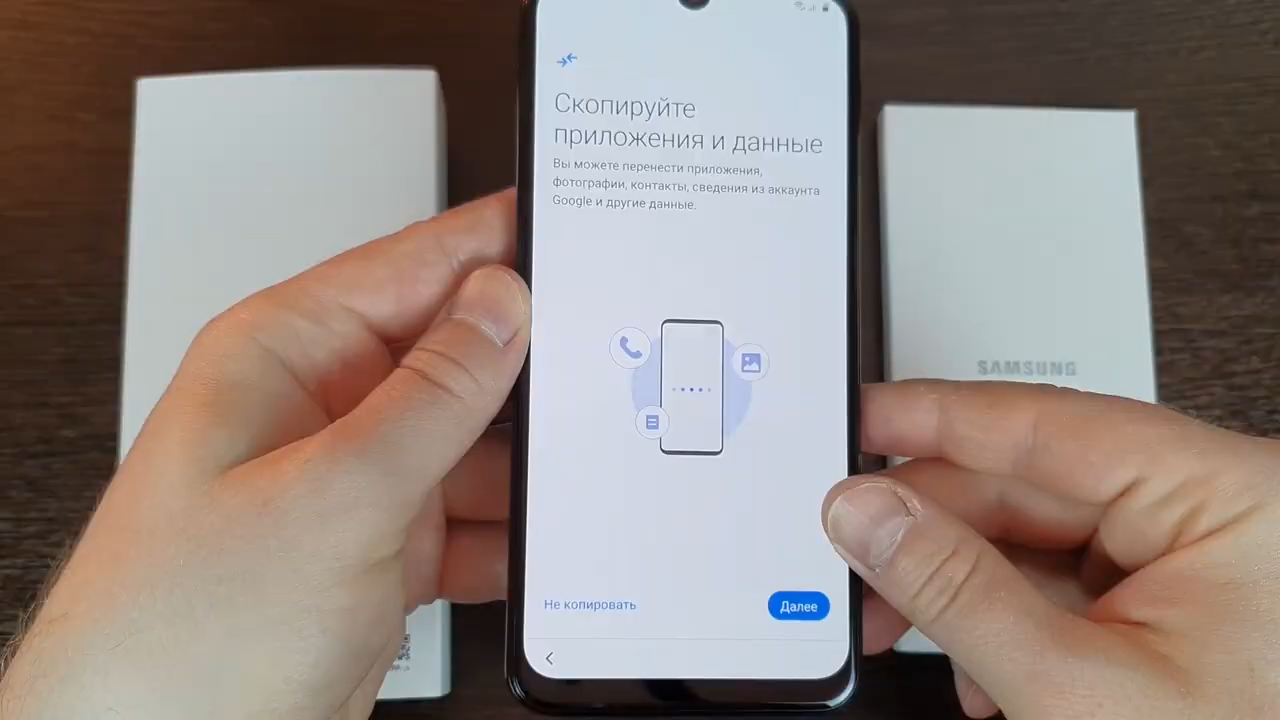 Скопируйте
приложения и данные
Вы можете перенести приложения,
фотографии, контакты, сведения из аккаунта
Google и другие данные.
SAMSUNG
Не копировать
Далее